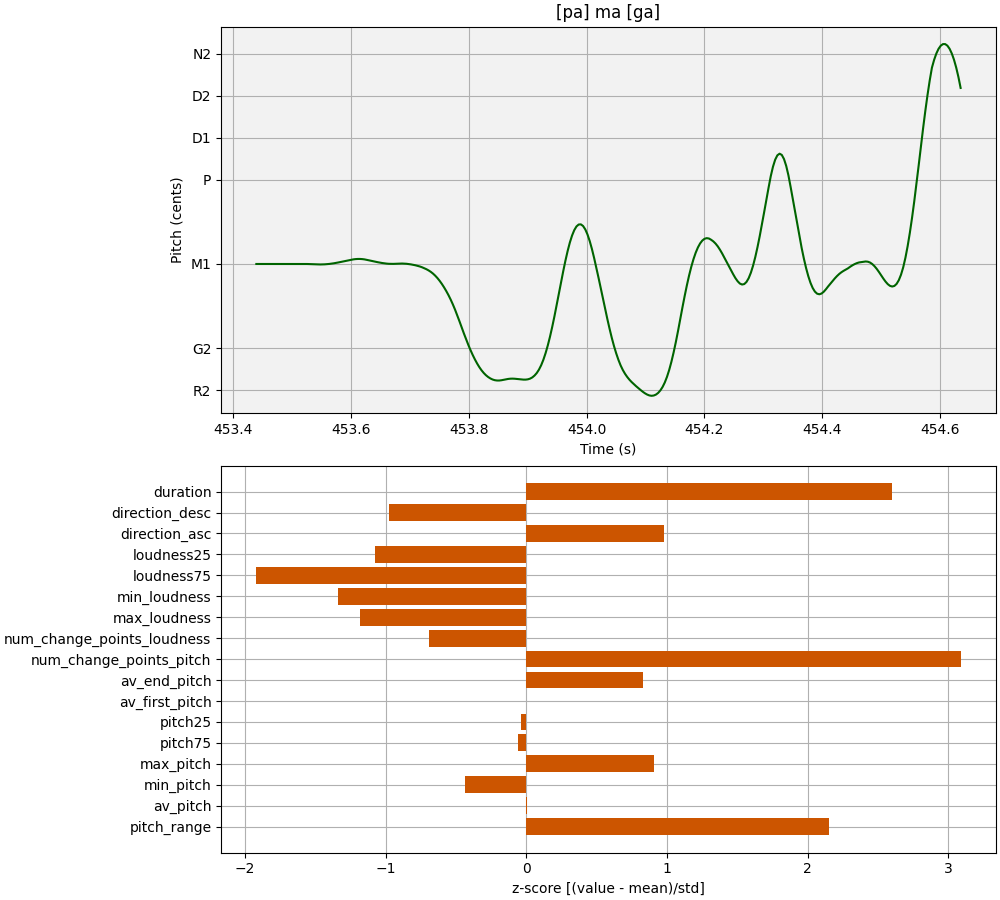 [pa] ma [ga]
N2
D2
D1
P
M1
G2
R2
Pitch (cents)
453.4 453.6 453.8 454.0 454.2 454.4 454.6
Time (s)
duration
direction_desc
direction_asc
loudness25
loudness75
min_loudness
max_loudness
num_change_points_loudness
num_change_points_pitch
av_end_pitch
av_first_pitch
pitch25
pitch75
max_pitch
min_pitch
av_pitch
pitch_range
−2 −1 0 1 2 3
z-score [(value - mean)/std]